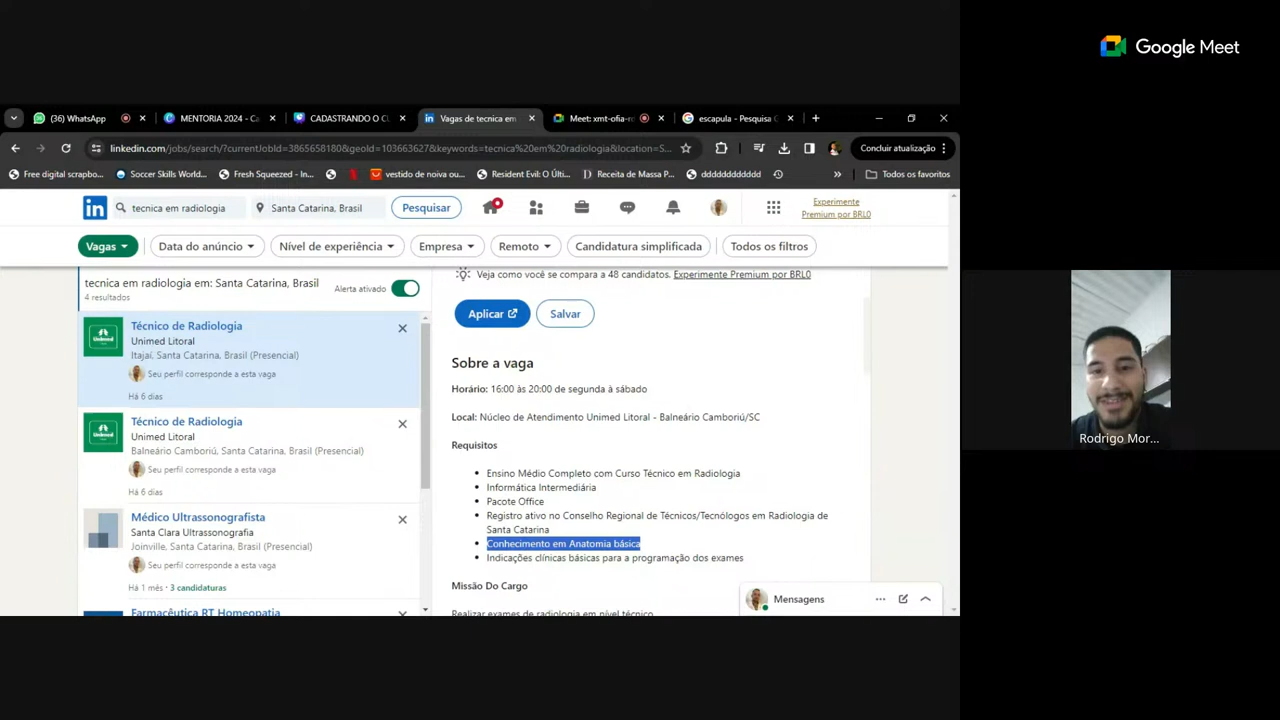 Google Meet
(36) WhatsApp
MENTORIA 2024 - Ca
CADASTRANDO O C
Vagas de tecnica em
Meet: xmt-ofia-r
escapula - Pesquisa
linkedin.com/jobs/search/?currentJobId=3865658180&geoId=103663627&keywords=tecnica%20em%20radiologia&location=S...
Concluir atualização
Free digital scrapbo...
Soccer Skills World...
Fresh Squeezed - In...
vestido de noiva ou...
Resident Evil: O Últi...
Receita de Massa P...
dddddddddddd
Todos os favoritos
in
tecnica em radiologia
Santa Catarina, Brasil
Pesquisar
Experimente
Premium por BRL0
Vagas
Data do anúncio
Nível de experiência
Empresa
Remoto
Candidatura simplificada
Todos os filtros
tecnica em radiologia em: Santa Catarina, Brasil
4 resultados
Alerta ativado
Técnico de Radiologia
Unimed Litoral
Itajaí, Santa Catarina, Brasil (Presencial)
Seu perfil corresponde a esta vaga
Há 6 dias
Técnico de Radiologia
Unimed Litoral
Balneário Camboriú, Santa Catarina, Brasil (Presencial)
Seu perfil corresponde a esta vaga
Há 6 dias
Médico Ultrassonografista
Santa Clara Ultrassonografia
Joinville, Santa Catarina, Brasil (Presencial)
Seu perfil corresponde a esta vaga
Há 1 mês · 3 candidaturas
Farmacêutica RT Homeopatia
Veja como você se compara a 48 candidatos. Experimente Premium por BRL0
Aplicar
Salvar
Sobre a vaga
Horário: 16:00 às 20:00 de segunda à sábado
Local: Núcleo de Atendimento Unimed Litoral - Balneário Camboriú/SC
Requisitos
Ensino Médio Completo com Curso Técnico em Radiologia
Informática Intermediária
Pacote Office
Registro ativo no Conselho Regional de Técnicos/Tecnólogos em Radiologia de
Santa Catarina
Conhecimento em Anatomia básica
Indicações clínicas básicas para a programação dos exames
Missão Do Cargo
Realizar exames de radiologia em nível técnico
Mensagens
Rodrigo Mor...